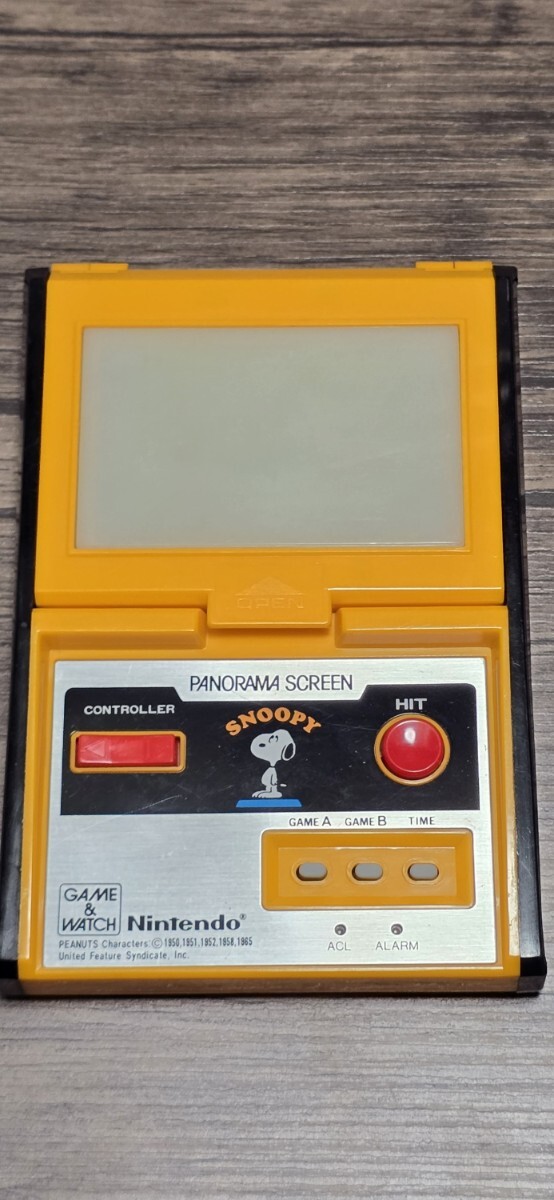 OPEN
PANORAMA SCREEN
CONTROLLER
HIT
SNOOPY
GAME A GAME B TIME
GAME
&
WATCH
Nintendo®
ACL ALARM
PEANUTS Characters © 1950,1951,1952,1958,1965
United Feature Syndicate, Inc.